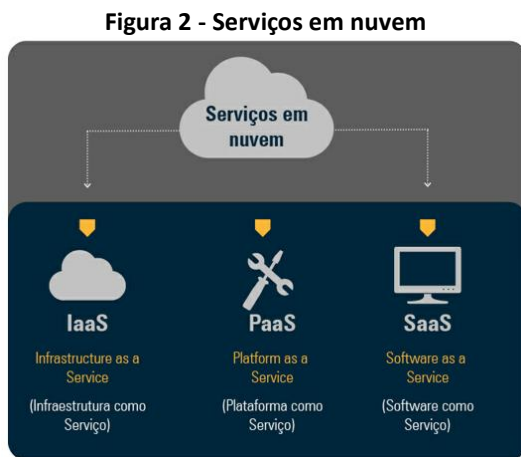 Figura 2 - Serviços em nuvem
Serviços em
nuvem
IaaS
Infrastructure as a
Service
(Infraestrutura como
Serviço)
PaaS
Platform as a
Service
(Plataforma como
Serviço)
SaaS
Software as a
Service
(Software como
Serviço)